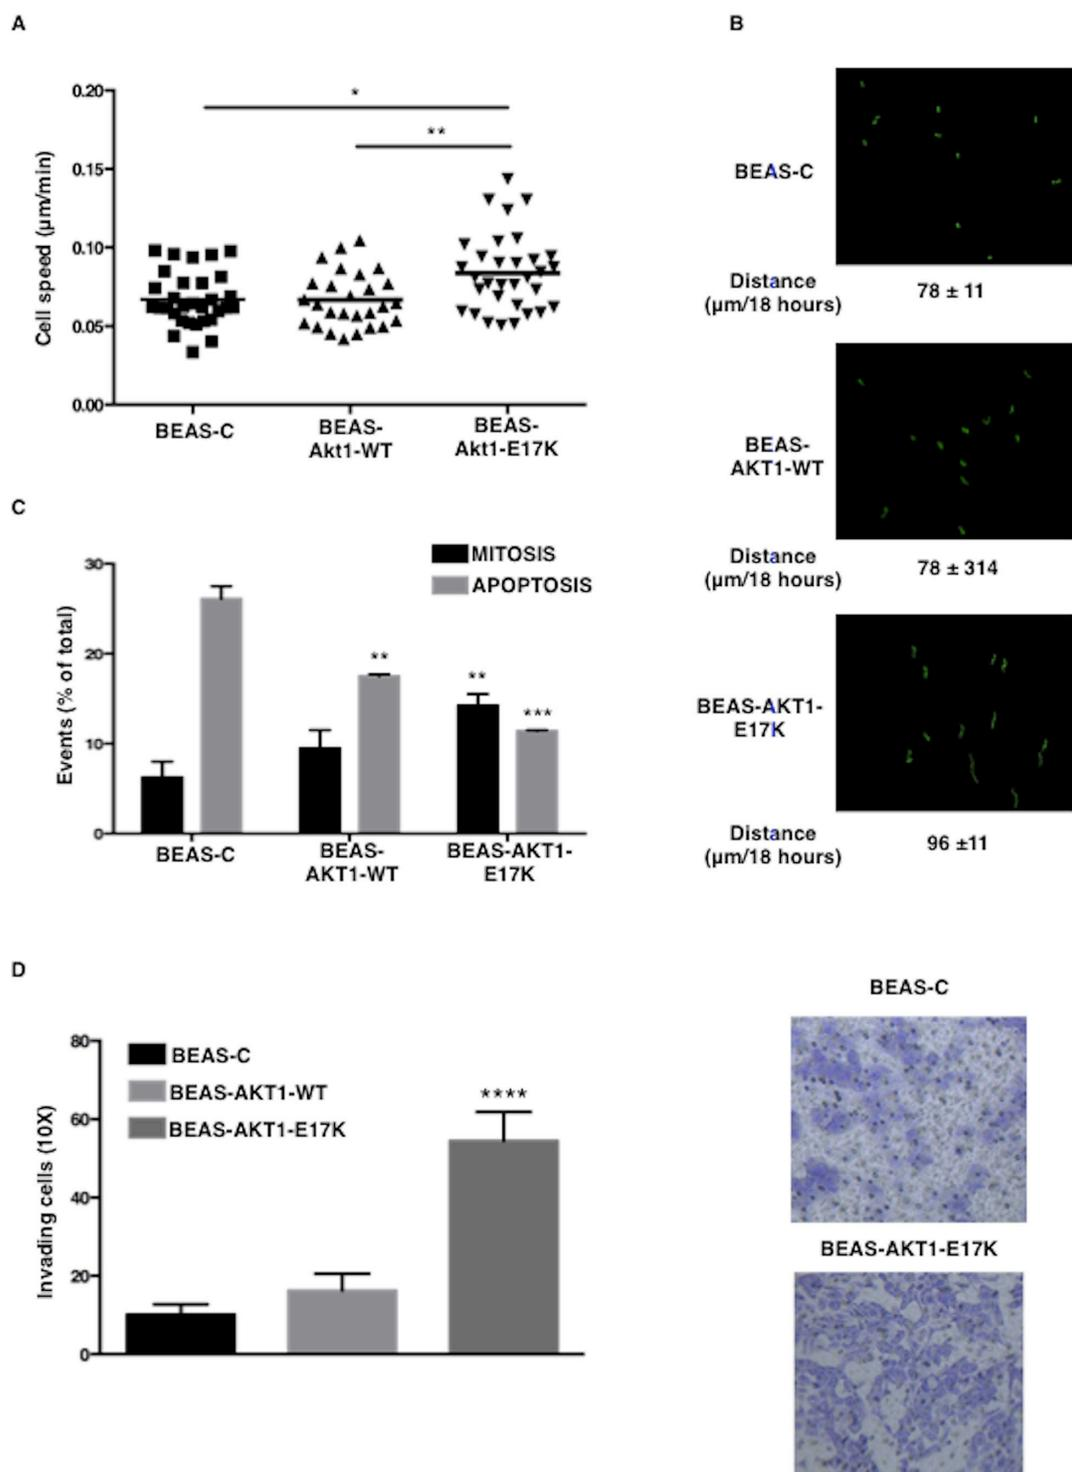 A
0.20
0.15
0.10
0.05
0.00
Cell speed (µm/min)
*
**
BEAS-C
BEAS-
Akt1-WT
BEAS-
Akt1-E17K
B
BEAS-C
Distance
(µm/18 hours)
78 ± 11
BEAS-
AKT1-WT
Distance
(µm/18 hours)
78 ± 314
BEAS-AKT1-
E17K
Distance
(µm/18 hours)
96 ±11
C
30
20
10
0
Events (% of total)
MITOSIS
APOPTOSIS
**
**
***
BEAS-C
BEAS-
AKT1-WT
BEAS-AKT1-
E17K
D
80
60
40
20
0
Invading cells (10X)
BEAS-C
BEAS-AKT1-WT
BEAS-AKT1-E17K
****
BEAS-C
BEAS-AKT1-E17K